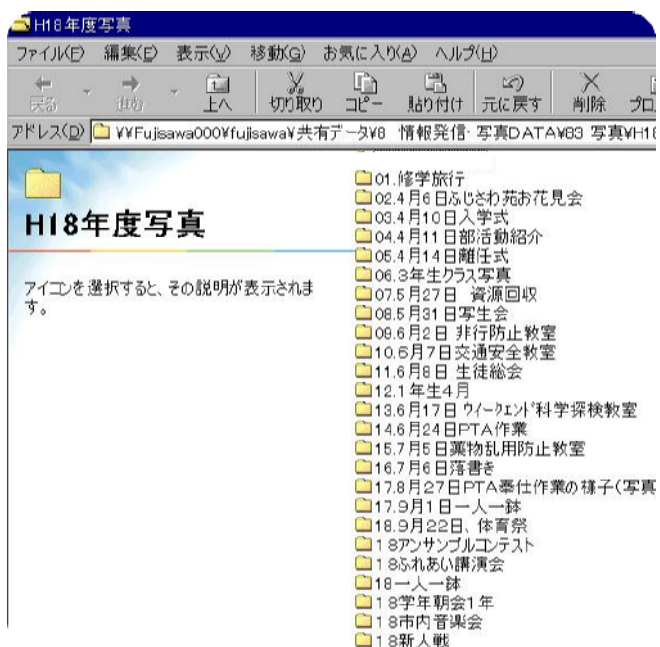 H18年度写真
ファイル(F) 編集(E) 表示(V) 移動(G) お気に入り(A) ヘルプ(H)
戻る 進む 上へ 切り取り コピー 貼り付け 元に戻す 削除 プロ
アドレス(D) ¥¥Fujisawa000¥fujisawa¥共有データ¥8 情報発信・写真DATA¥83 写真¥H18
H18年度写真
アイコンを選択すると、その説明が表示されま
す。
01.修学旅行
02.4月6日ふじさわ苑お花見会
03.4月10日入学式
04.4月11日部活動紹介
05.4月14日離任式
06.3年生クラス写真
07.5月27日 資源回収
08.5月31日写生会
09.6月2日 非行防止教室
10.6月7日交通安全教室
11.6月8日 生徒総会
12.1年生4月
13.6月17日 ウィークエンド科学探検教室
14.6月24日PTA作業
15.7月5日薬物乱用防止教室
16.7月6日落書き
17.8月27日PTA奉仕作業の様子(写真
17.9月1日一人一鉢
18.9月22日、体育祭
18アンサンブルコンテスト
18ふれあい講演会
18一人一鉢
18学年朝会1年
18市内音楽会
18新人戦